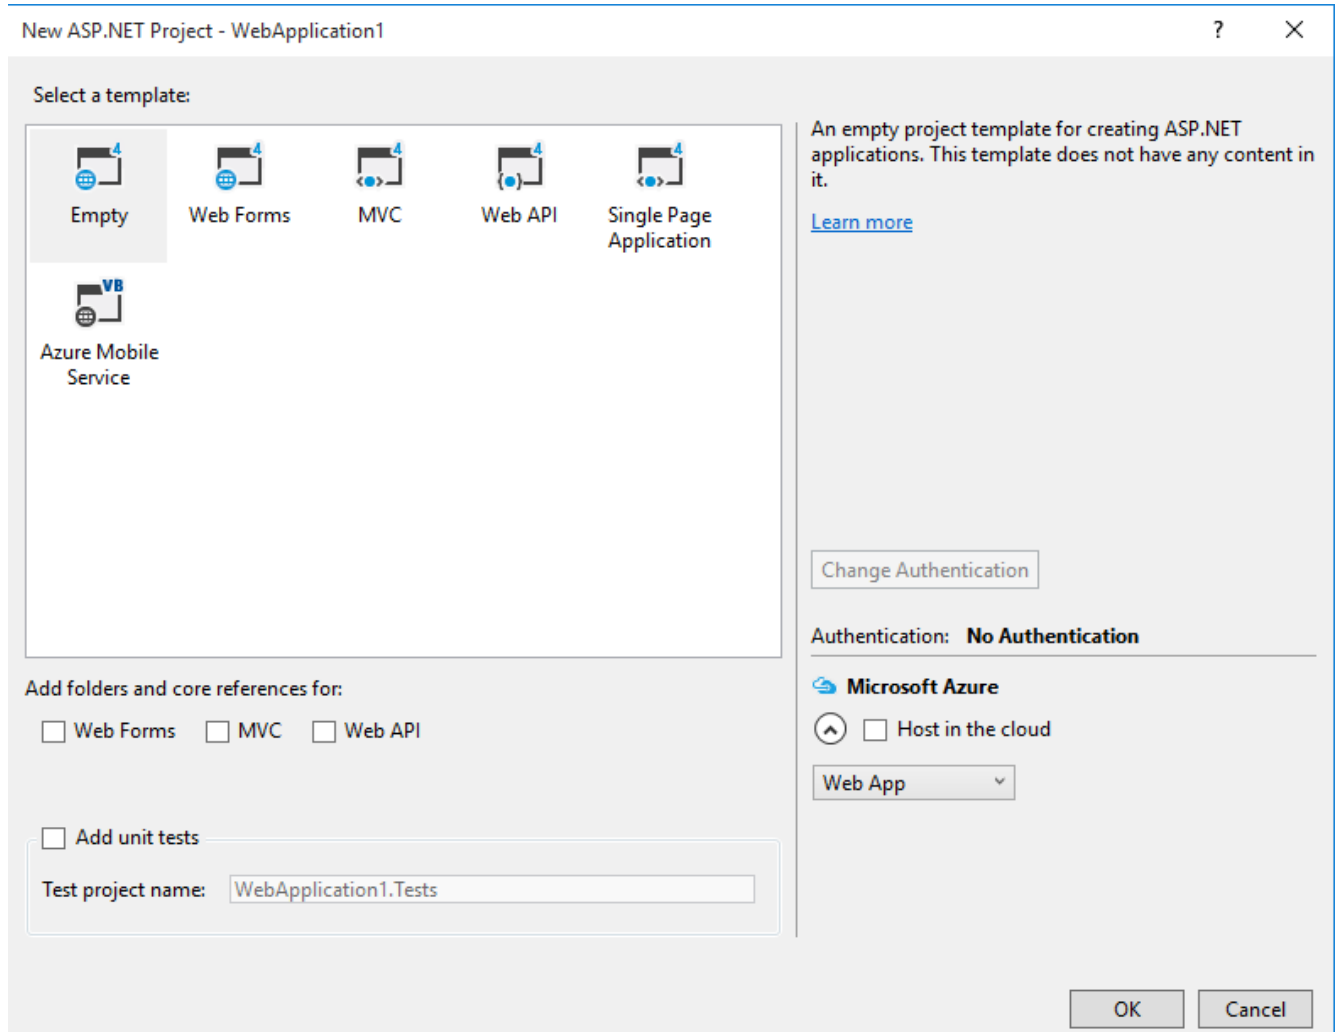 New ASP.NET Project - WebApplication1
?
Select a template:
4
4
4
4
4
Empty
Web Forms
MVC
Web API
Single Page
Application
VB
Azure Mobile
Service
An empty project template for creating ASP.NET
applications. This template does not have any content in
it.
Learn more
Change Authentication
Authentication: No Authentication
Microsoft Azure
Host in the cloud
Web App
Add folders and core references for:
Web Forms MVC Web API
Add unit tests
Test project name: WebApplication1.Tests
OK Cancel